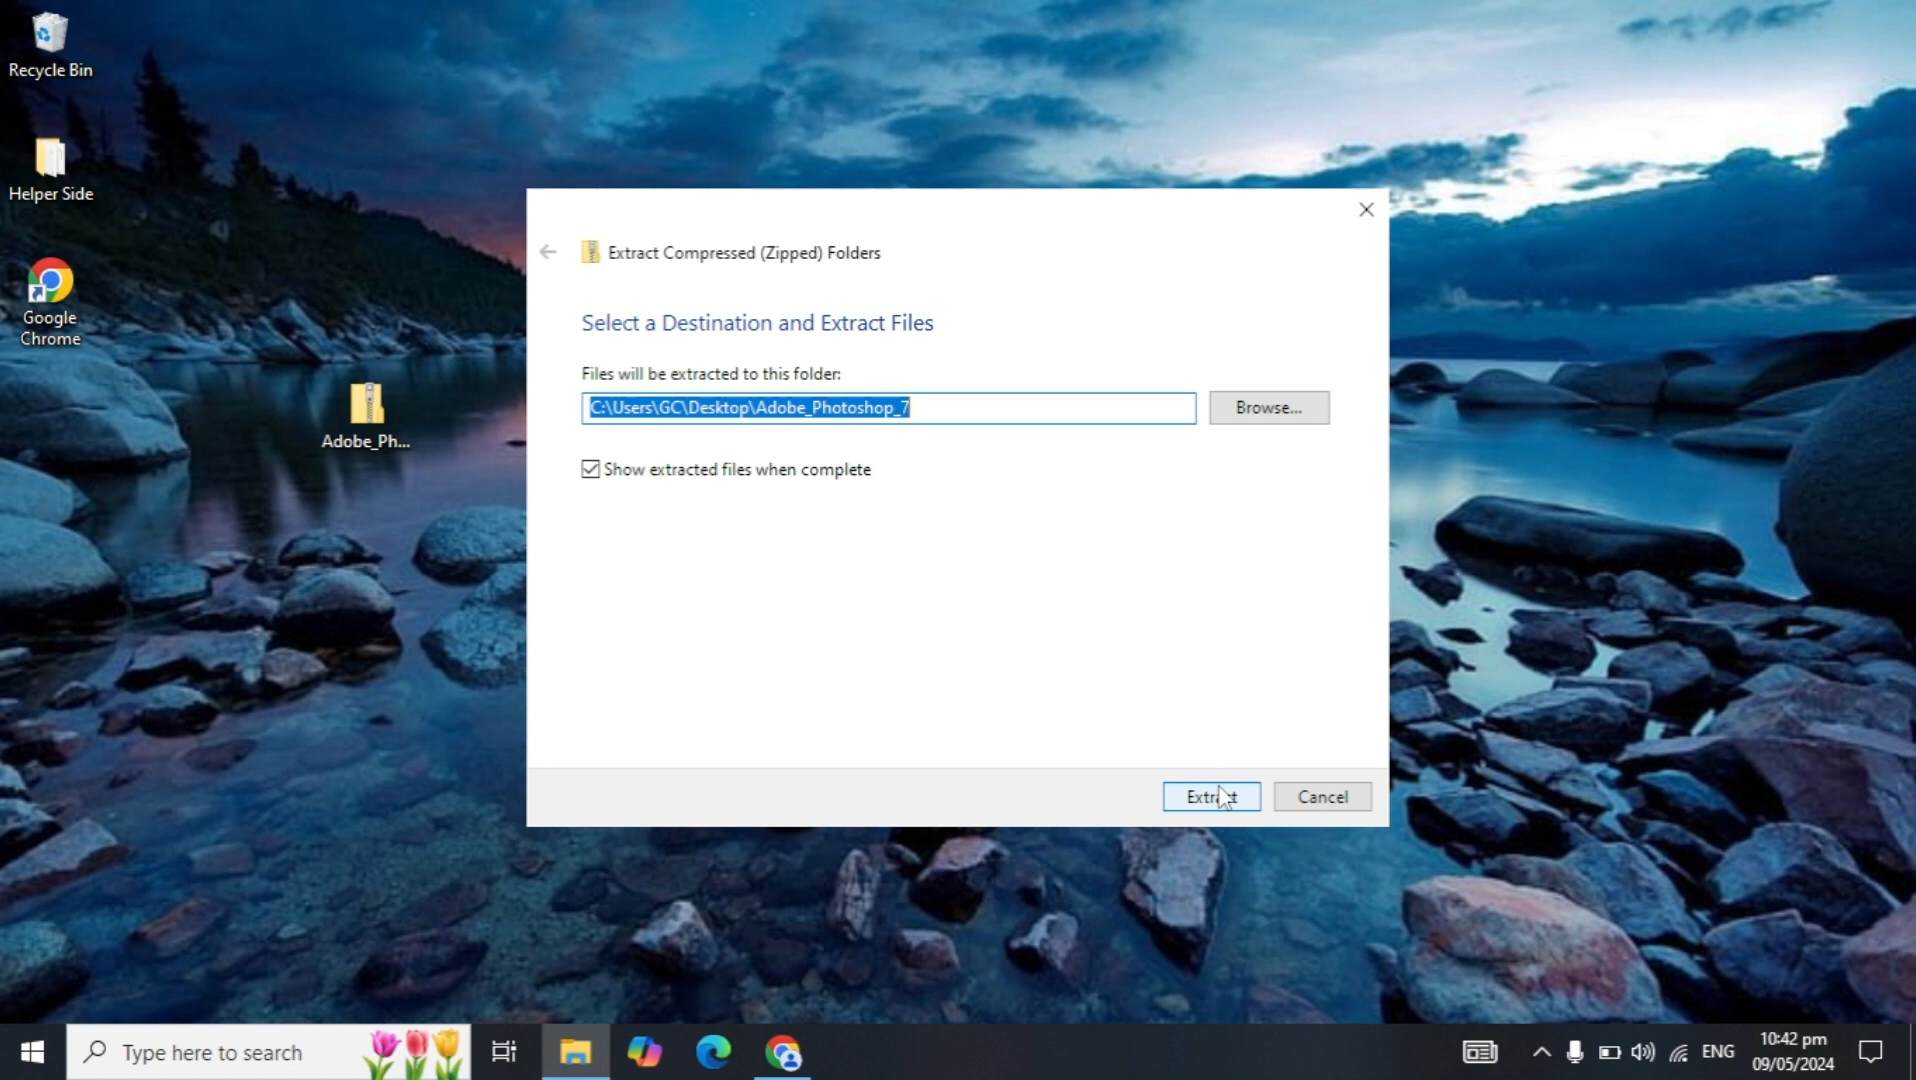 Recycle Bin
Helper Side
Google
Chrome
Adobe_Ph...
Extract Compressed (Zipped) Folders
Select a Destination and Extract Files
Files will be extracted to this folder:
C:\Users\GC\Desktop\Adobe_Photoshop_7
Browse...
Show extracted files when complete
Extract
Cancel
Type here to search
ENG
10:42 pm
09/05/2024